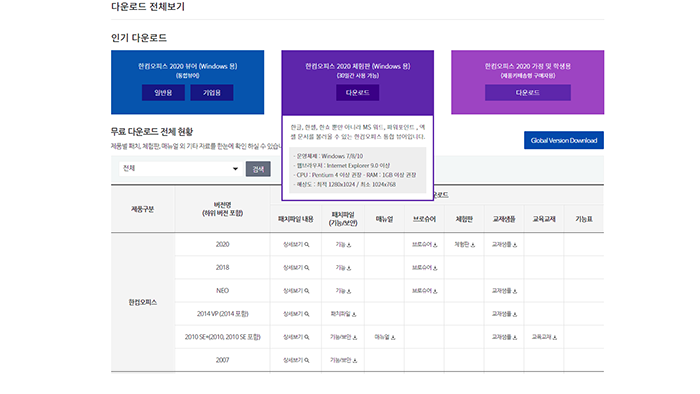 다운로드 전체보기
인기 다운로드
한컴오피스 2020 뷰어 (Windows 용)
(통합뷰어)
일반용 기업용
한컴오피스 2020 체험판 (Windows 용)
(30일간 사용 가능)
다운로드
한컴오피스 2020 가정 및 학생용
(제품키배송형 구매자용)
다운로드
한글, 한셀, 한쇼 뿐만 아니라 MS 워드, 파워포인트, 엑
셀 문서를 불러올 수 있는 한컴오피스 통합 뷰어입니다.
· 운영체제 : Windows 7/8/10
· 웹브라우저 : Internet Explorer 9.0 이상
· CPU : Pentium 4 이상 권장 · RAM : 1GB 이상 권장
· 해상도 : 최적 1280x1024 / 최소 1024x768
무료 다운로드 전체 현황
제품별 패치, 체험판, 매뉴얼 외 기타 자료를 한눈에 확인 하실 수 있습니
Global Version Download
전체 검색
제품구분 버전명
(하위 버전 포함)
운로드
패치파일 내용 패치파일
(기능/보안) 매뉴얼 브로슈어 체험판 교재샘플 교육교재 기능표
한컴오피스
2020 상세보기 기능 브로슈어 체험판 교재샘플
2018 상세보기 기능 브로슈어
NEO 상세보기 기능 브로슈어 교재샘플
2014 VP (2014 포함) 상세보기 패치파일 교재샘플
2010 SE+(2010, 2010 SE 포함) 상세보기 기능/보안 매뉴얼 교재샘플 교육교재
2007 상세보기 기능/보안